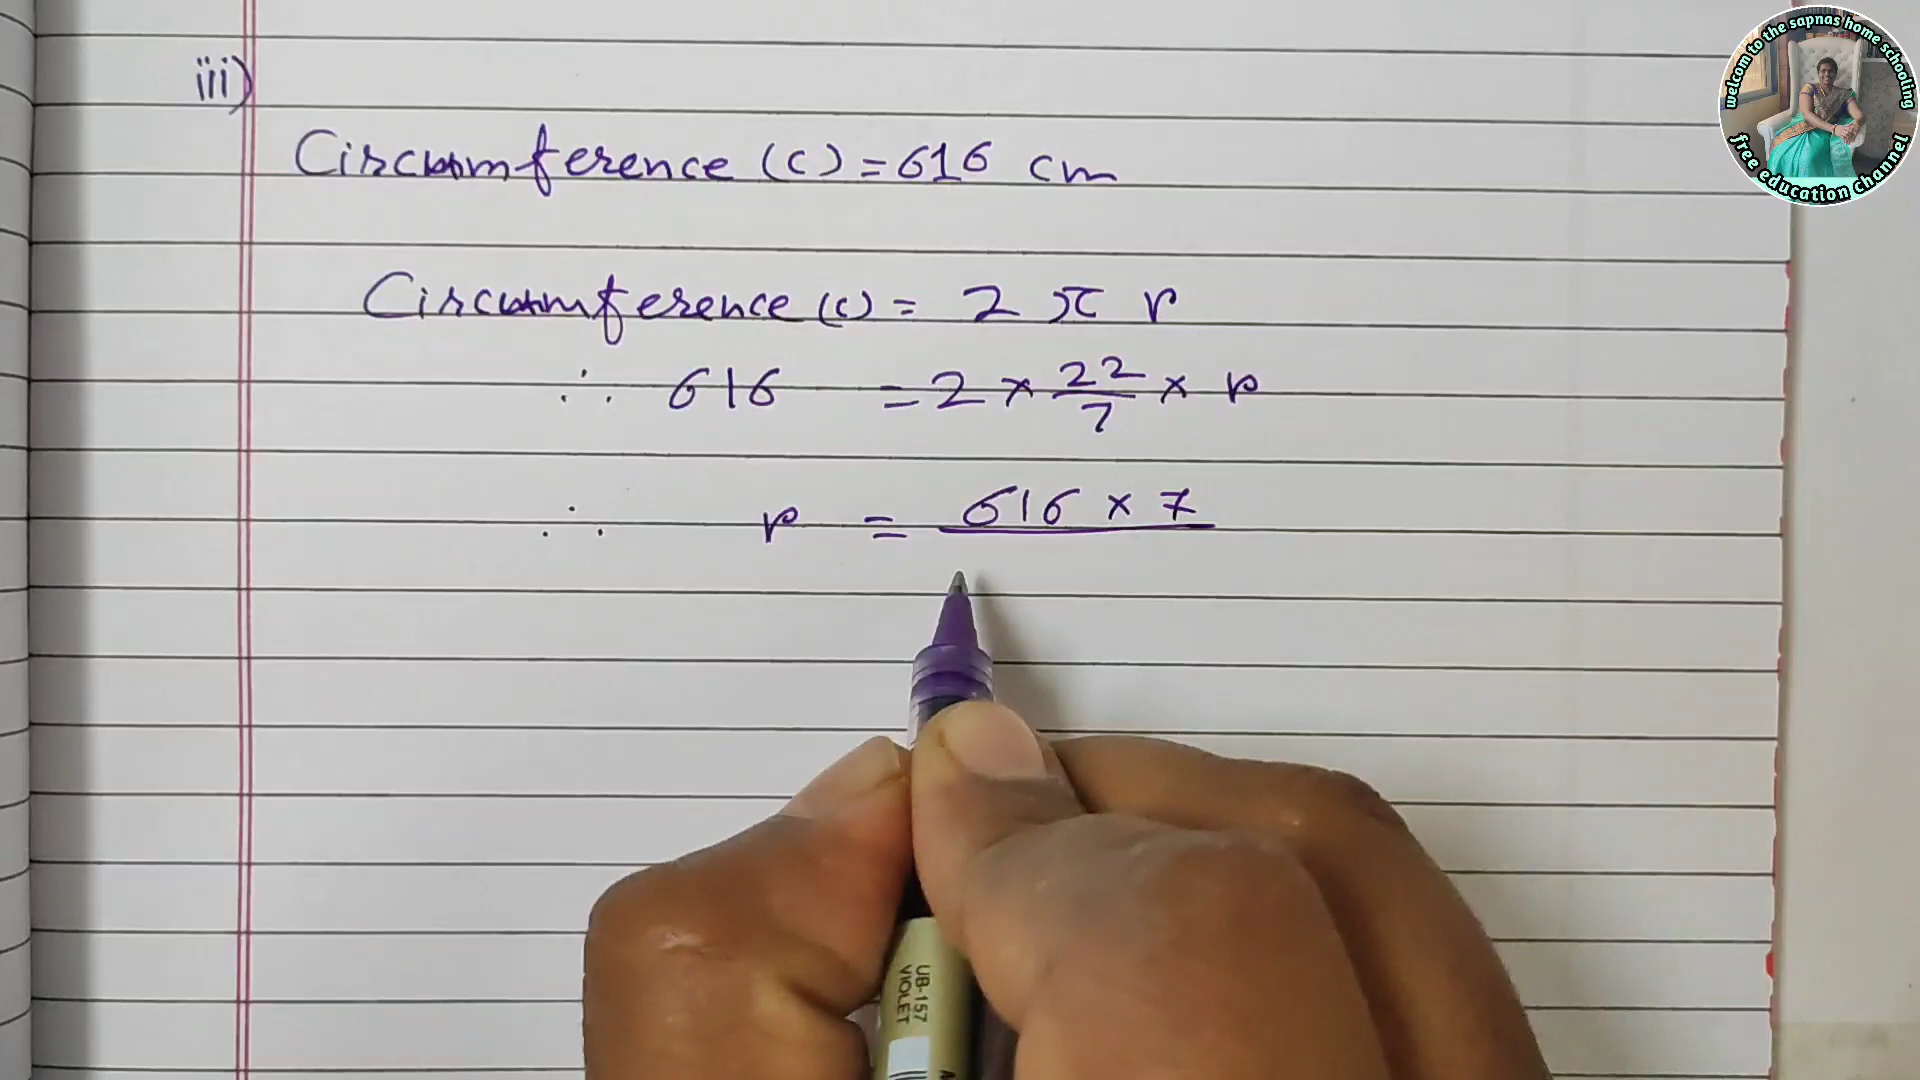 iii)
Circumference (c) = 616 cm
Circumference (c) = 2 π r
∴ 616 = 2 × 22/7 × r
∴ r = 616 × 7
UB-157
VIOLET
welcom to the sapnas home schooling
free education channel